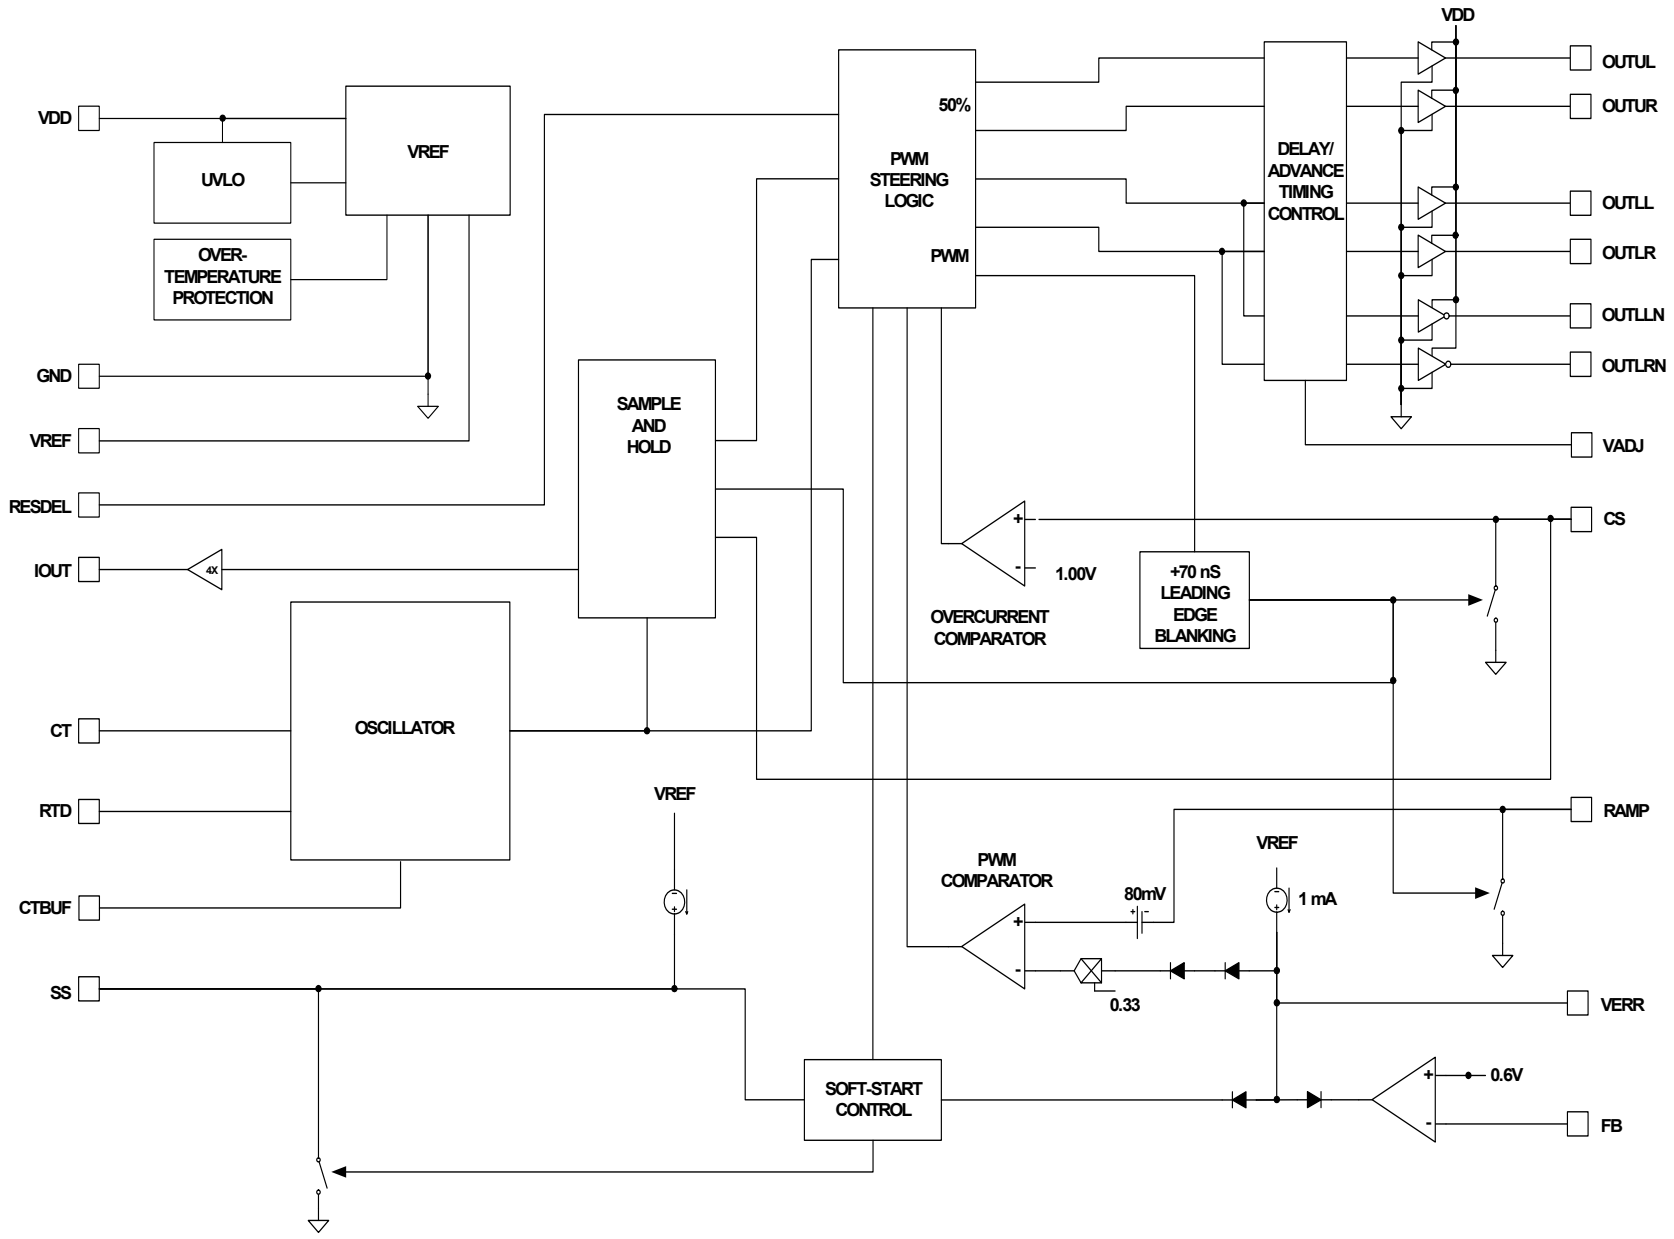 VDD
OUTUL
VDD
VREF
50%
OUTUR
UVLO
PWM
STEERING
LOGIC
DELAY/
ADVANCE
TIMING
CONTROL
OUTLL
OVER-
TEMPERATURE
PROTECTION
PWM
OUTLR
OUTLLN
GND
OUTLRN
SAMPLE
AND
HOLD
VREF
VADJ
RESDEL
+
CS
IOUT
4X
-
1.00V
+70 nS
LEADING
EDGE
BLANKING
OVERCURRENT
COMPARATOR
CT
OSCILLATOR
RTD
VREF
RAMP
PWM
COMPARATOR
VREF
CTBUF
-
+
80mV
+
-
-
+
1 mA
+
-
SS
0.33
VERR
SOFT-START
CONTROL
+
0.6V
-
FB